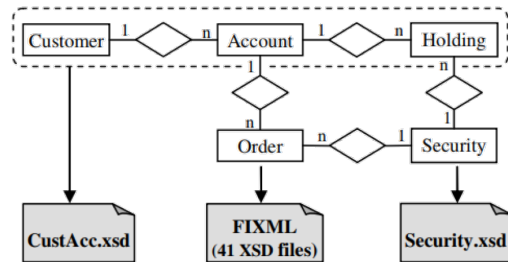 Customer 1 n Account 1 n Holding
1 n
n 1
Order n 1 Security
CustAcc.xsd
FIXML
(41 XSD files)
Security.xsd